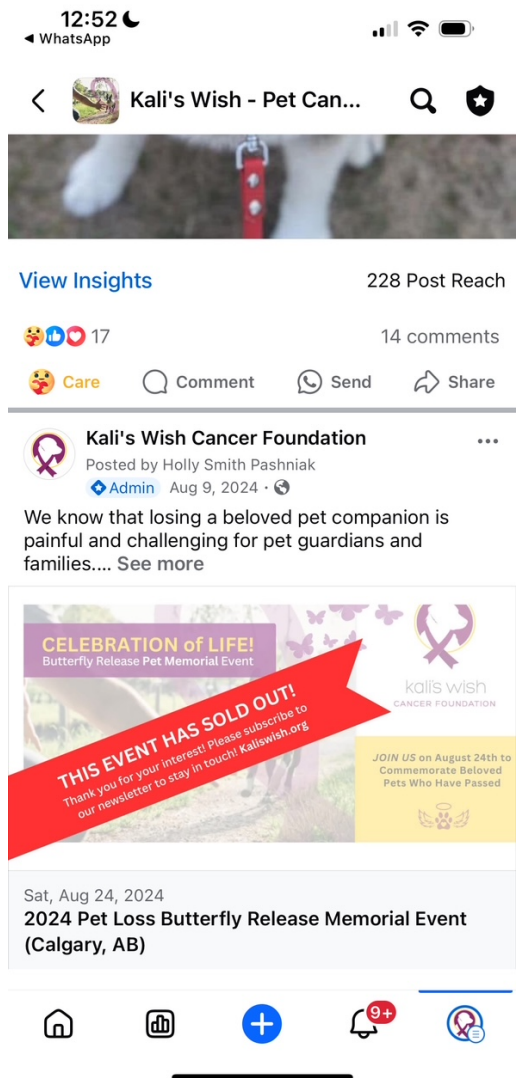 12:52
◄ WhatsApp
Kali's Wish - Pet Can...
View Insights
228 Post Reach
17
14 comments
Care
Comment
Send
Share
Kali's Wish Cancer Foundation
Posted by Holly Smith Pashniak
Admin Aug 9, 2024 ·
We know that losing a beloved pet companion is
painful and challenging for pet guardians and
families.... See more
CELEBRATION of LIFE!
Butterfly Release Pet Memorial Event
THIS EVENT HAS SOLD OUT!
Thank you for your interest! Please subscribe to
our newsletter to stay in touch! Kaliswish.org
kali's wish
CANCER FOUNDATION
JOIN US on August 24th to
Commemorate Beloved
Pets Who Have Passed
Sat, Aug 24, 2024
2024 Pet Loss Butterfly Release Memorial Event
(Calgary, AB)
9+